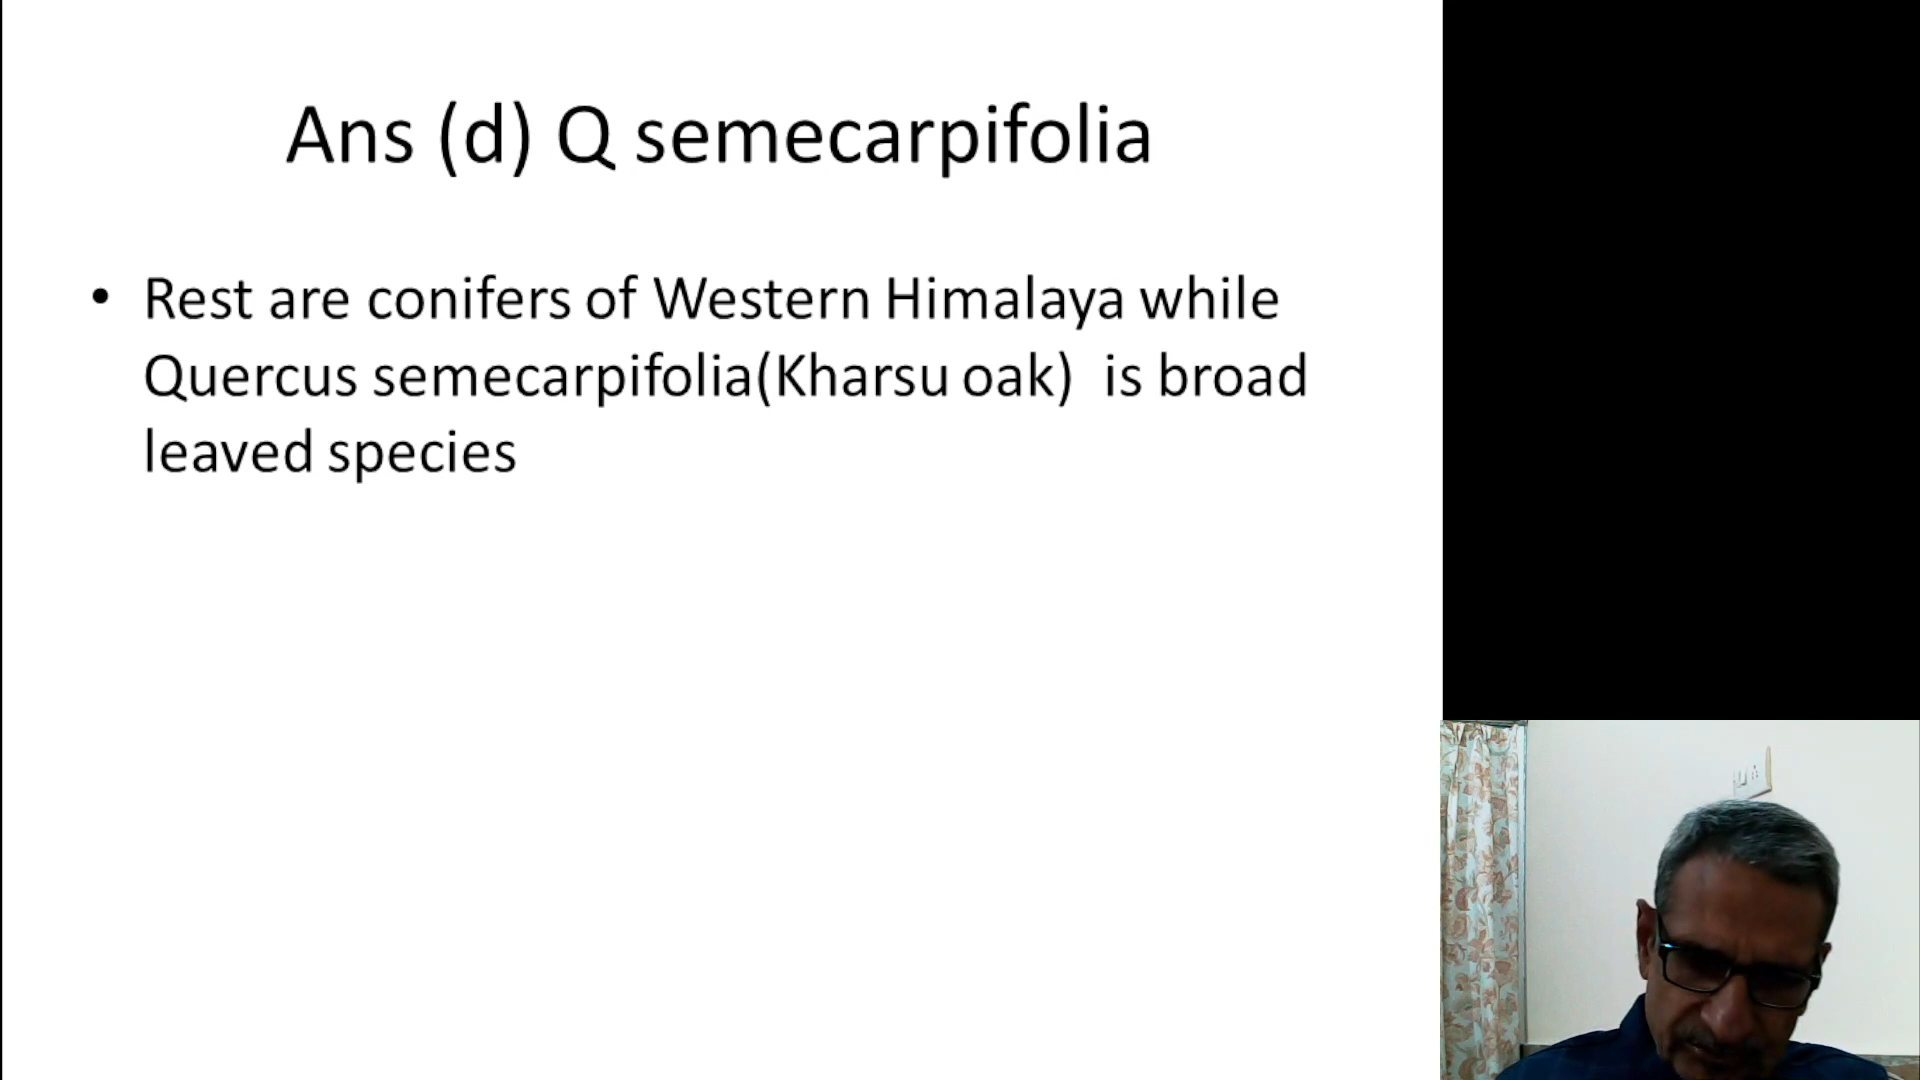 Ans (d) Q semecarpifolia
• Rest are conifers of Western Himalaya while
Quercus semecarpifolia(Kharsu oak)  is broad
leaved species